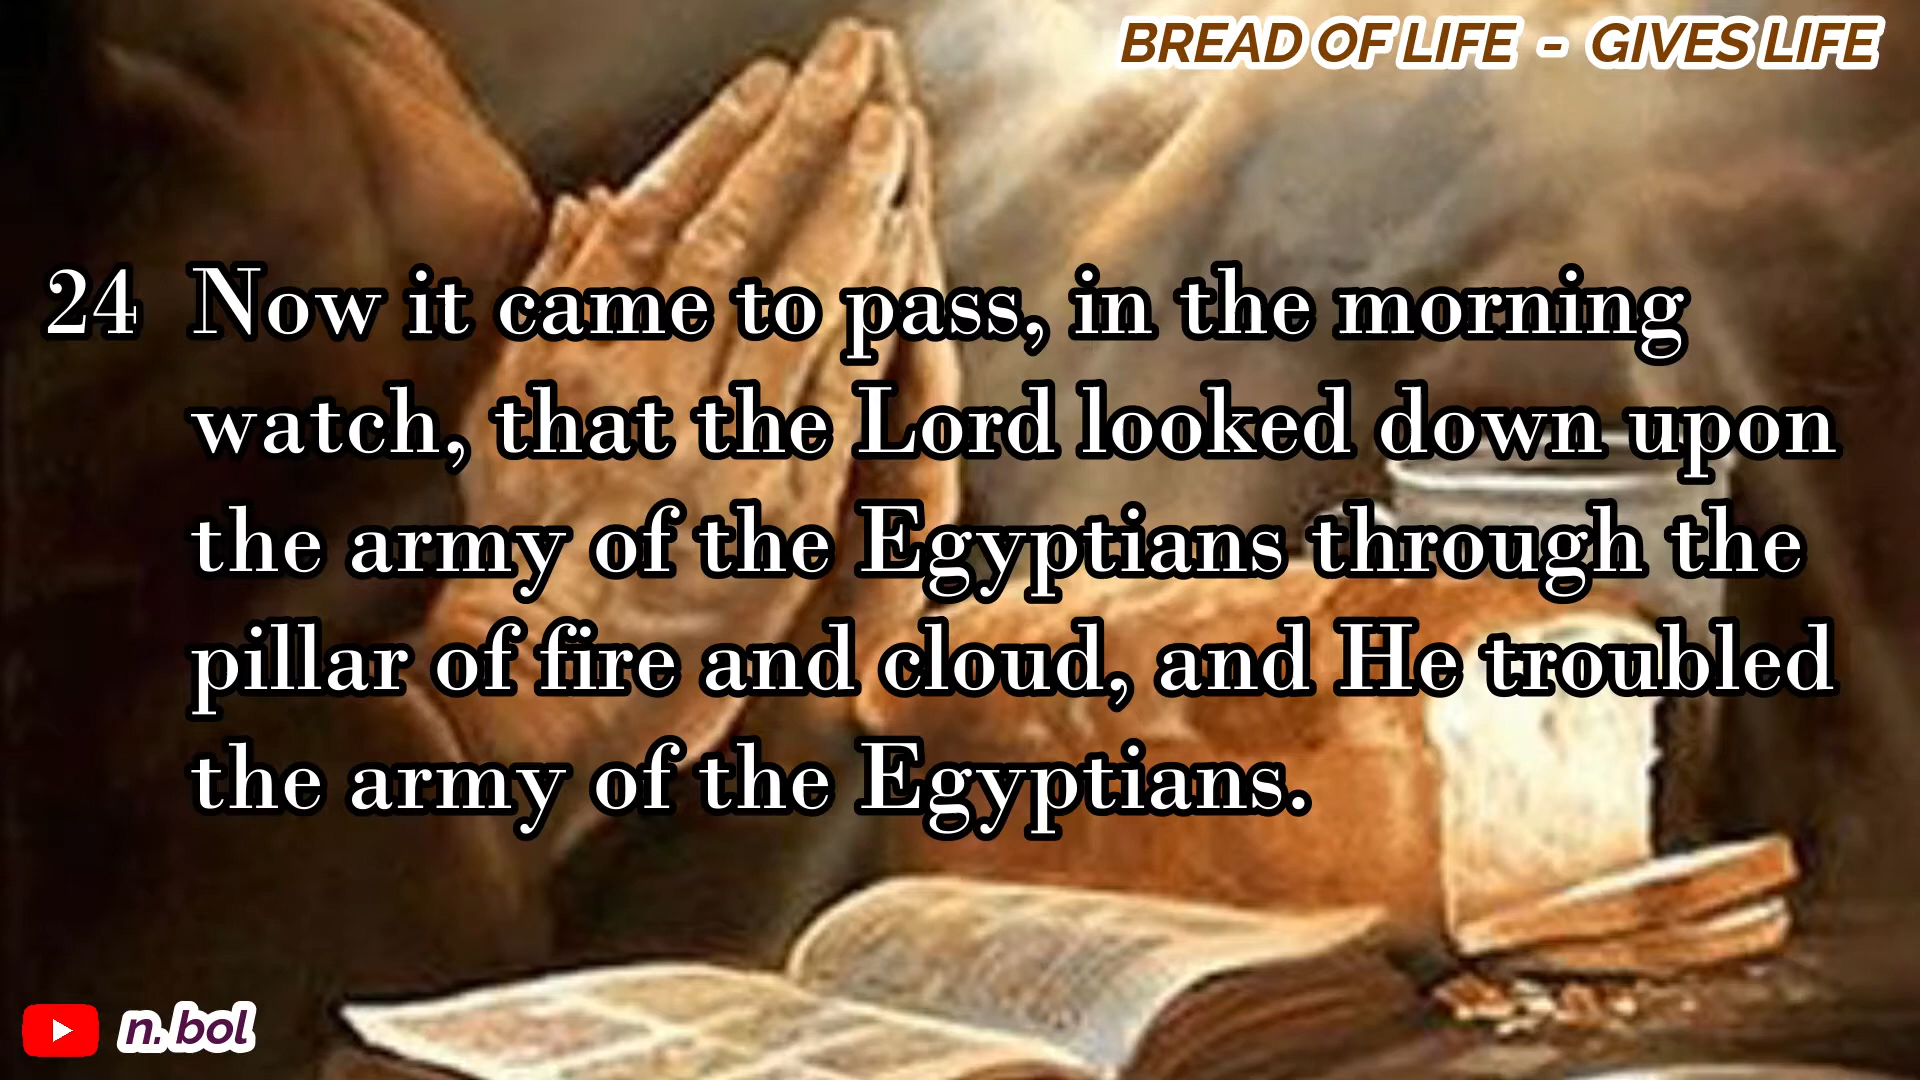 BREAD OF LIFE - GIVES LIFE
24 Now it came to pass, in the morning
watch, that the Lord looked down upon
the army of the Egyptians through the
pillar of fire and cloud, and He troubled
the army of the Egyptians.
n. bol